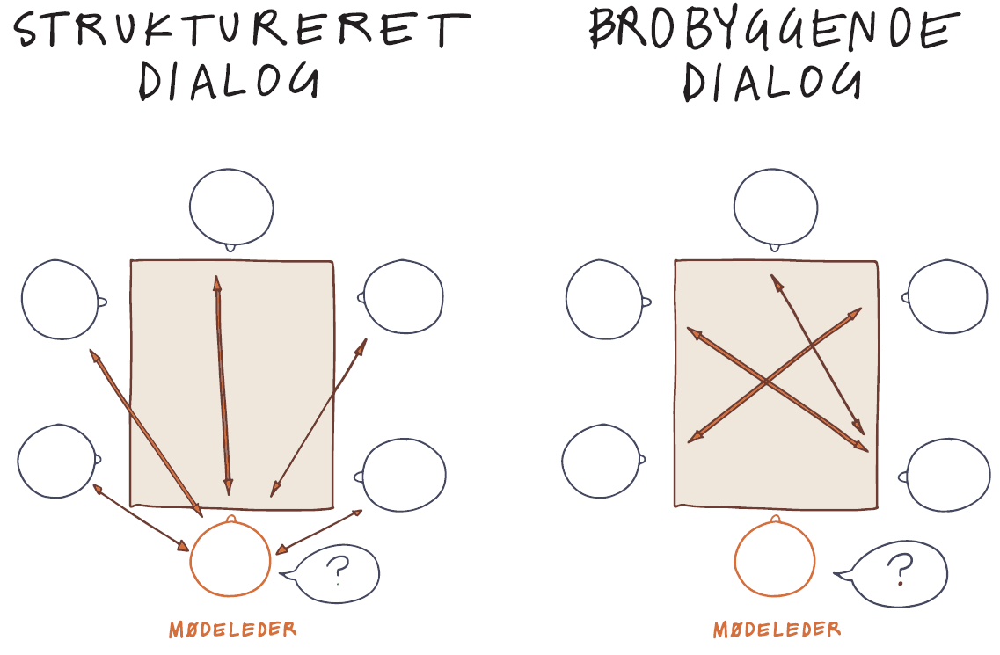 STRUKTURERET
DIALOG
BROBYGGENDE
DIALOG
?
?
MØDELEDER
MØDELEDER